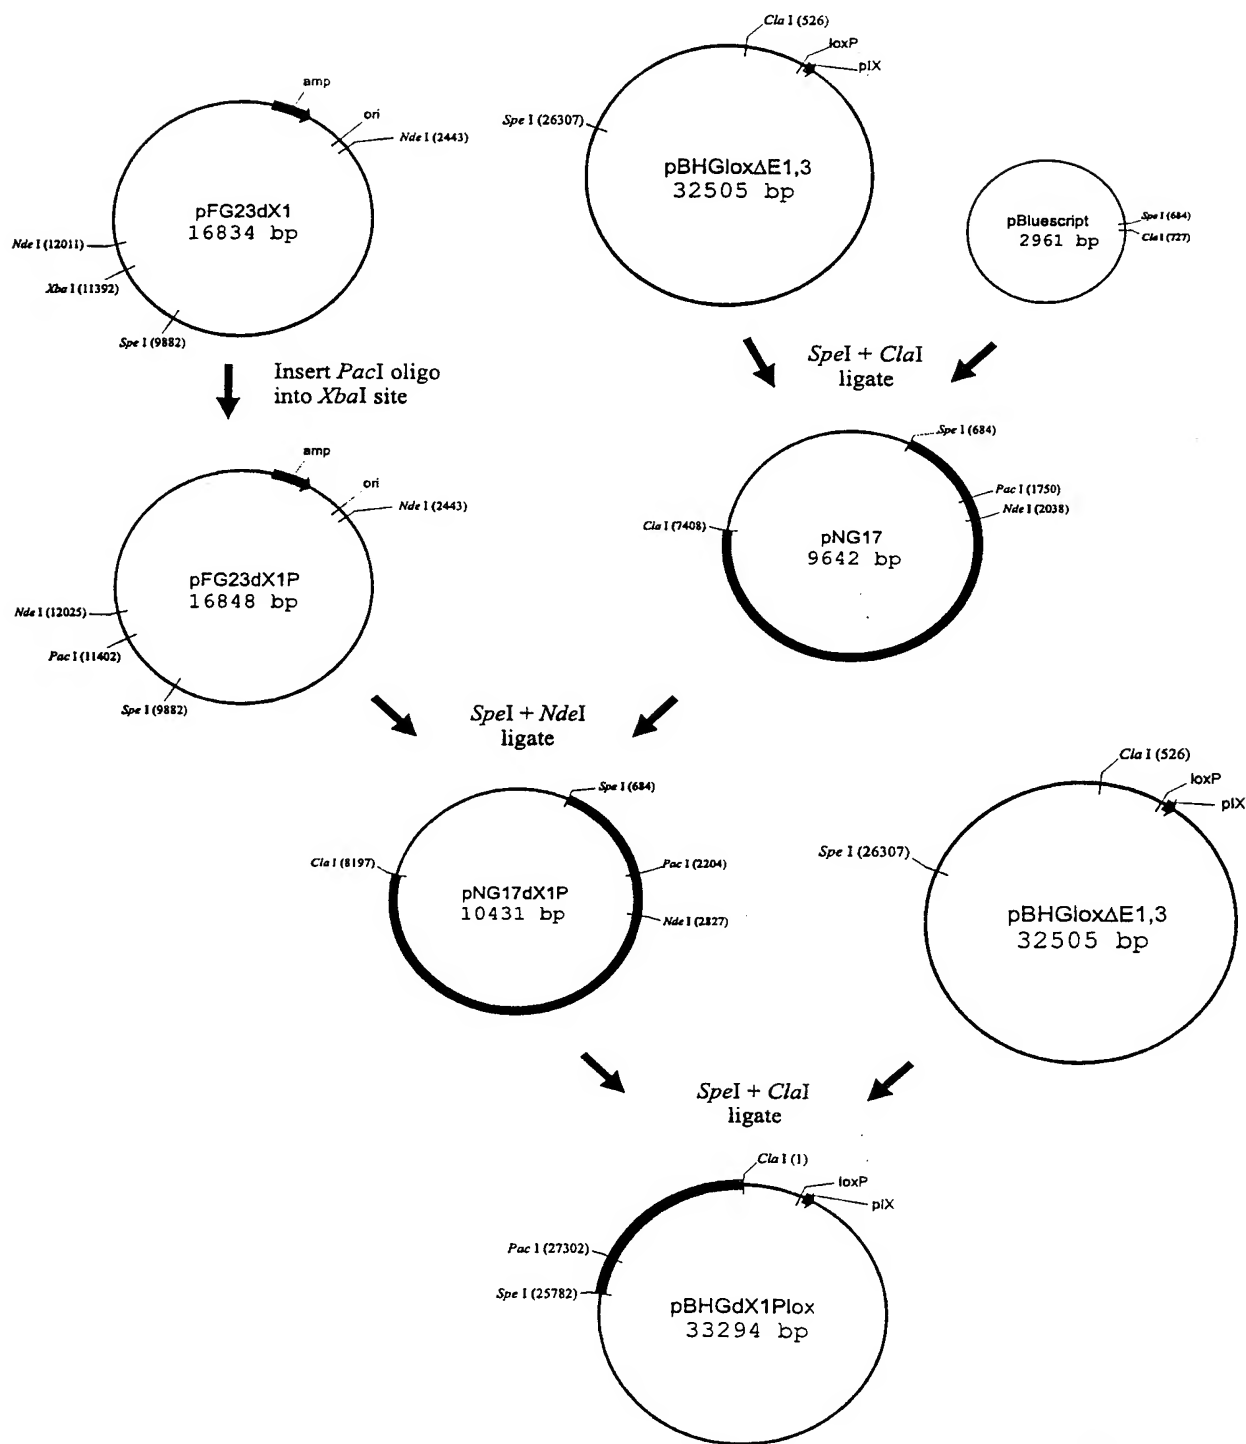 amp
ori
Nde I (2443)
pFG23dX1
16834 bp
Nde I (12011)
Xba I (11392)
Spe I (9882)
Cla I (526)
loxP
pIX
Spe I (26307)
pBHGloxΔE1,3
32505 bp
pBluescript
2961 bp
Spe I (684)
Cla I (727)
Insert PacI oligo
into XbaI site
SpeI + ClaI
ligate
amp
ori
Nde I (2443)
pFG23dX1P
16848 bp
Nde I (12025)
Pac I (11402)
Spe I (9882)
Spe I (684)
Pac I (1750)
Nde I (2038)
Cla I (7408)
pNG17
9642 bp
SpeI + NdeI
ligate
Spe I (684)
Cla I (8197)
Pac I (2204)
pNG17dX1P
10431 bp
Nde I (2827)
Cla I (526)
loxP
pIX
Spe I (26307)
pBHGloxΔE1,3
32505 bp
SpeI + ClaI
ligate
Cla I (1)
loxP
pIX
Pac I (27302)
Spe I (25782)
pBHGdX1Plox
33294 bp